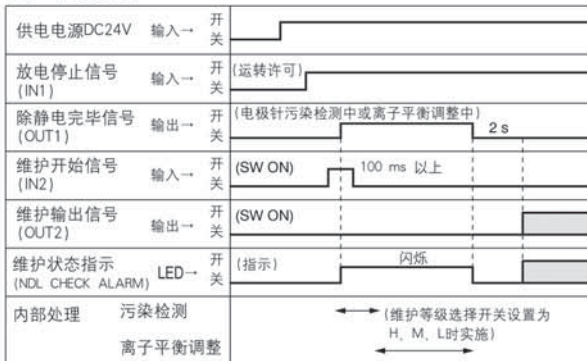 供电电源DC24V 输入→ 开
关
放电停止信号 输入→ 开 (运转许可)
(IN1) 关
除静电完毕信号 输出→ 开 (电极针污染检测中或离子平衡调整中)
(OUT1) 关 2 s
维护开始信号 输入→ 开 (SW ON) 100 ms 以上
(IN2) 关
维护输出信号 输出→ 开 (SW ON)
(OUT2) 关
维护状态指示 LED→ 开 (指示) 闪烁
(NDL CHECK ALARM) 关
内部处理 污染检测 (维护等级选择开关设置为
H、M、L时实施)
离子平衡调整